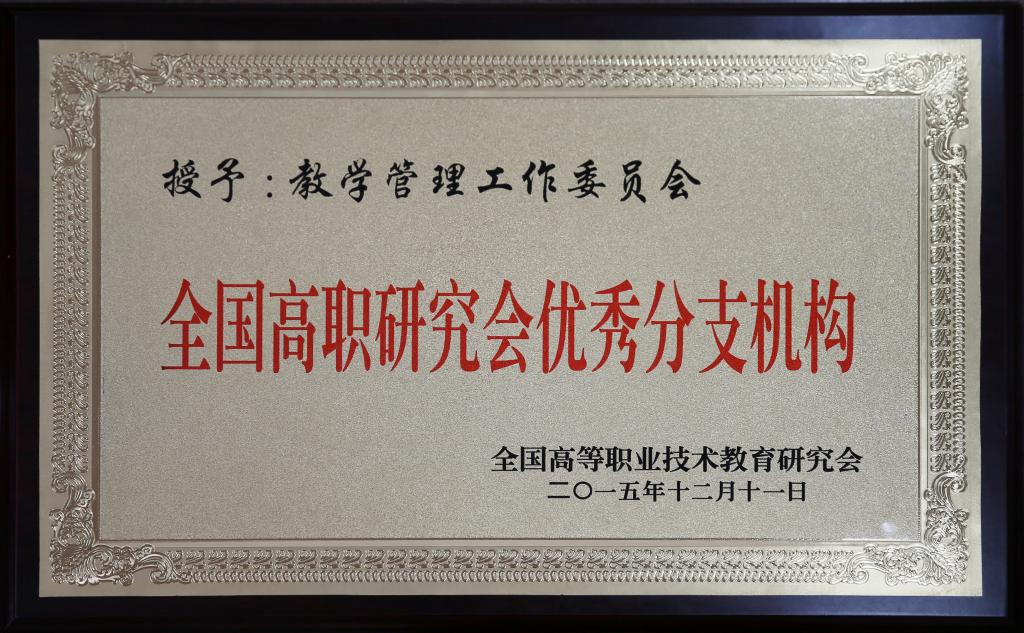 授予：教学管理工作委员会
全国高职研究会优秀分支机构
全国高等职业技术教育研究会
二〇一五年十二月十一日